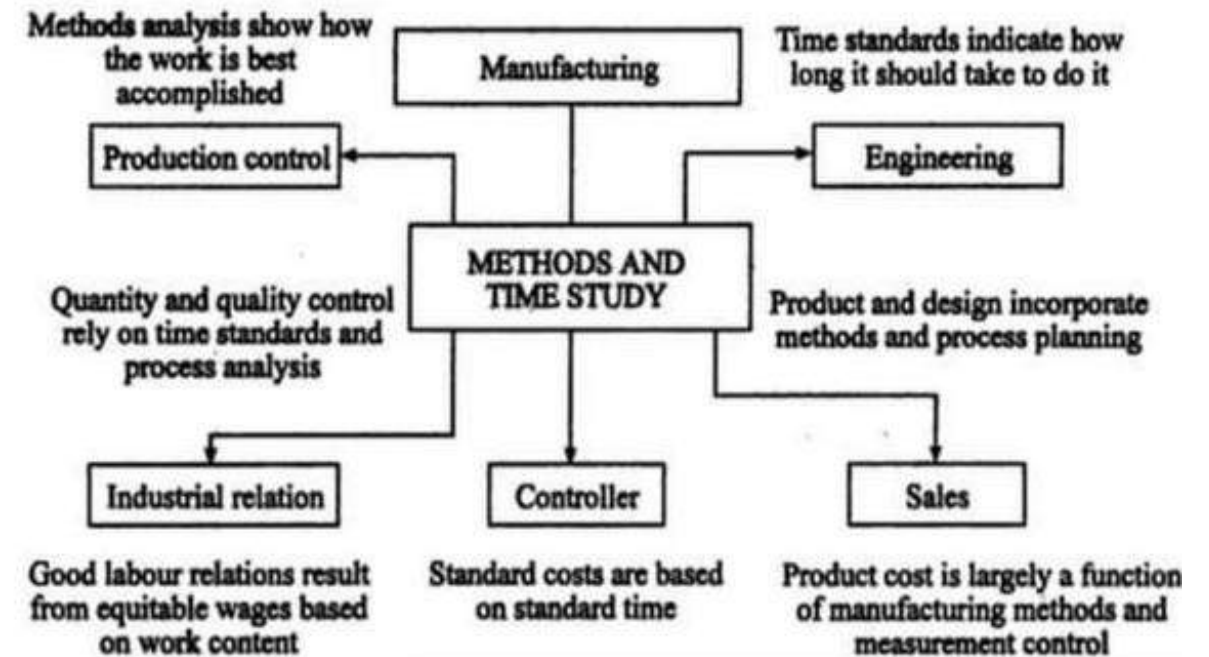 Methods analysis show how
the work is best
accomplished
Manufacturing
Time standards indicate how
long it should take to do it
Production control
Engineering
METHODS AND
TIME STUDY
Quantity and quality control
rely on time standards and
process analysis
Product and design incorporate
methods and process planning
Industrial relation
Controller
Sales
Good labour relations result
from equitable wages based
on work content
Standard costs are based
on standard time
Product cost is largely a function
of manufacturing methods and
measurement control